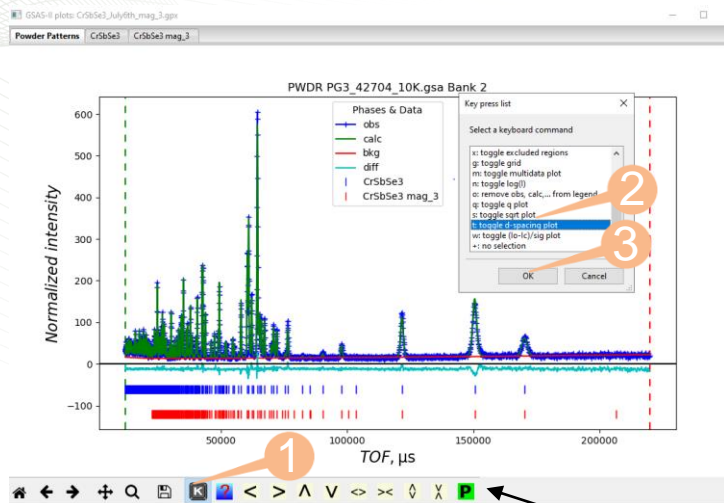 GSAS-II plots: CrSbSe3_July6th_mag_3.gpx
Powder Patterns CrSbSe3 CrSbSe3 mag_3
PWDR PG3_42704_10K.gsa Bank 2
Phases & Data
obs
calc
bkg
diff
CrSbSe3
CrSbSe3 mag_3
Key press list
Select a keyboard command
x: toggle excluded regions
g: toggle grid
m: toggle multidata plot
n: toggle log(I)
o: remove obs, calc,... from legend
q: toggle q plot
s: toggle sqrt plot
t: toggle d-spacing plot
w: toggle (Io-Ic)/sig plot
+: no selection
OK Cancel
2
3
Normalized intensity
600
500
400
300
200
100
0
−100
50000 100000 150000 200000
TOF, μs
1
K ? < > Λ V <> >< P